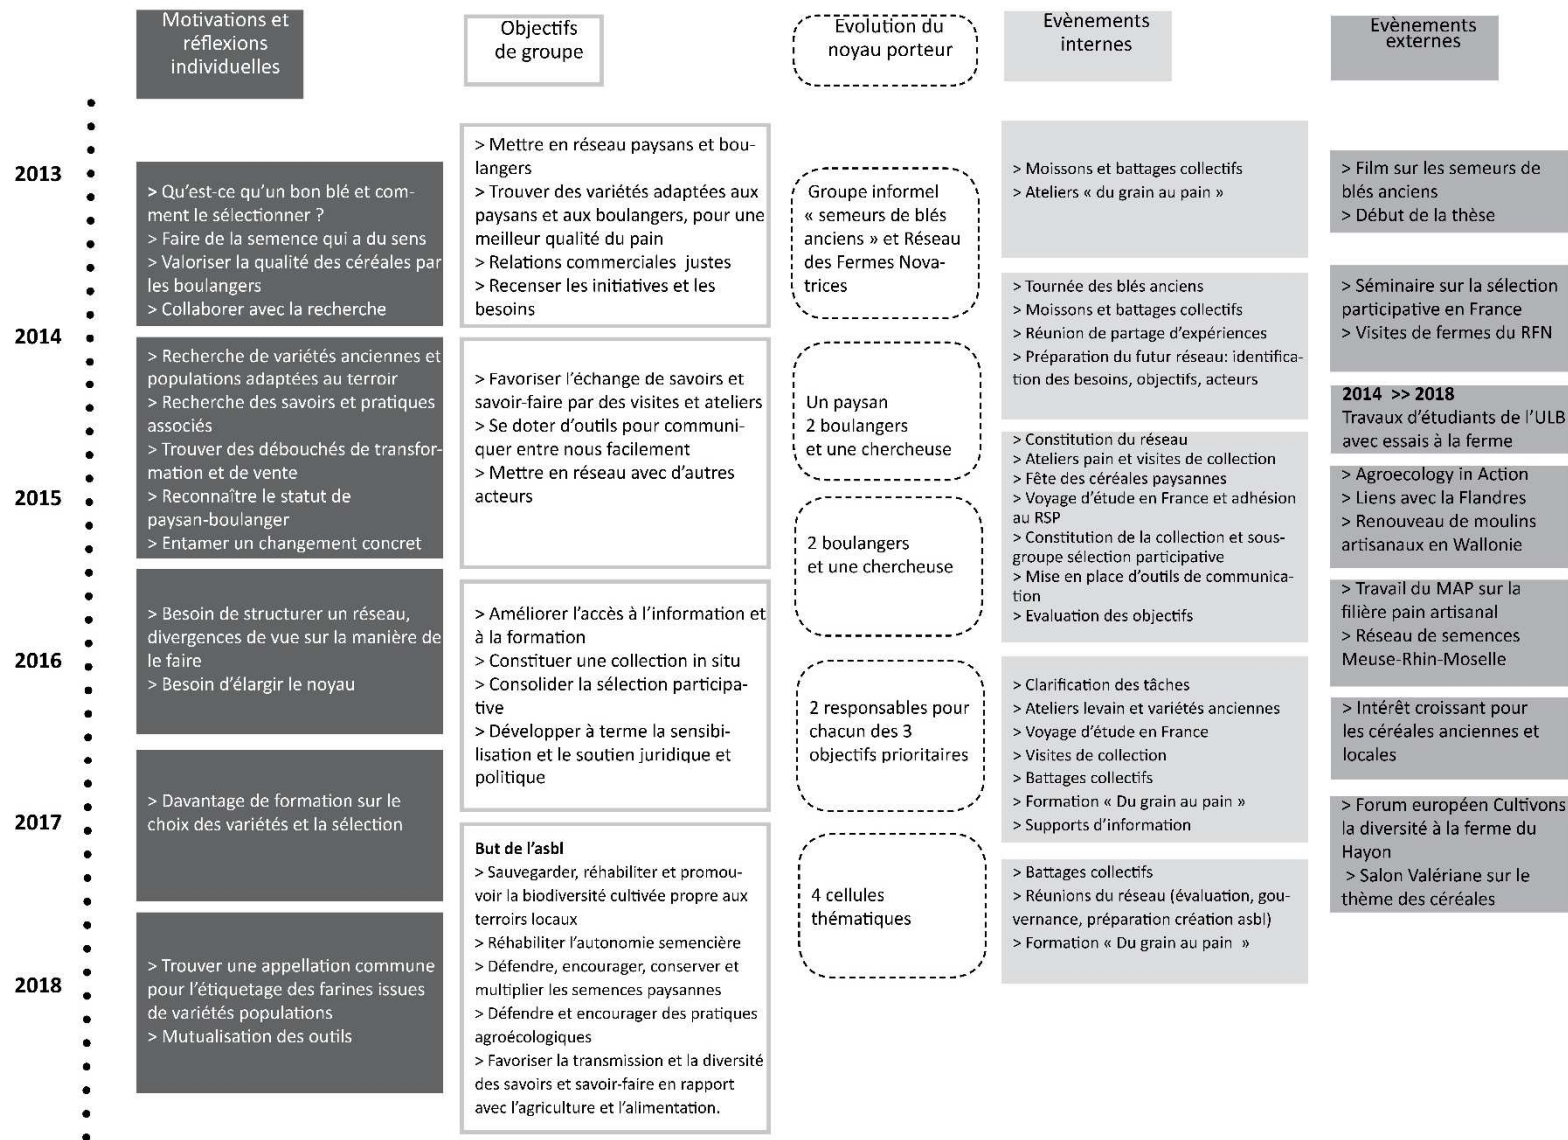 Motivations et
réflexions
individuelles
Objectifs
de groupe
Evolution du
noyau porteur
Evènements
internes
Evènements
externes
2013
2014
2015
2016
2017
2018
> Qu'est-ce qu'un bon blé et com-
ment le sélectionner ?
> Faire de la semence qui a du sens
> Valoriser la qualité des céréales par
les boulangers
> Collaborer avec la recherche
> Recherche de variétés anciennes et
populations adaptées au terroir
> Recherche des savoirs et pratiques
associés
> Trouver des débouchés de transfor-
mation et de vente
> Reconnaître le statut de
paysan-boulanger
> Entamer un changement concret
> Besoin de structurer un réseau,
divergences de vue sur la manière de
le faire
> Besoin d'élargir le noyau
> Davantage de formation sur le
choix des variétés et la sélection
> Trouver une appellation commune
pour l'étiquetage des farines issues
de variétés populations
> Mutualisation des outils
> Mettre en réseau paysans et bou-
langers
> Trouver des variétés adaptées aux
paysans et aux boulangers, pour une
meilleur qualité du pain
> Relations commerciales justes
> Recenser les initiatives et les
besoins
> Favoriser l'échange de savoirs et
savoir-faire par des visites et ateliers
> Se doter d'outils pour communi-
quer entre nous facilement
> Mettre en réseau avec d'autres
acteurs
> Améliorer l'accès à l'information et
à la formation
> Constituer une collection in situ
> Consolider la sélection participa-
tive
> Développer à terme la sensibi-
lisation et le soutien juridique et
politique
But de l'asbl
> Sauvegarder, réhabiliter et promou-
voir la biodiversité cultivée propre aux
terroirs locaux
> Réhabiliter l'autonomie semencière
> Défendre, encourager, conserver et
multiplier les semences paysannes
> Défendre et encourager des pratiques
agroécologiques
> Favoriser la transmission et la diversité
des savoirs et savoir-faire en rapport
avec l'agriculture et l'alimentation.
Groupe informel
« semeurs de blés
anciens » et Réseau
des Fermes Nova-
trices
Un paysan
2 boulangers
et une chercheuse
2 boulangers
et une chercheuse
2 responsables pour
chacun des 3
objectifs prioritaires
4 cellules
thématiques
> Moissons et battages collectifs
> Ateliers « du grain au pain »
> Tournée des blés anciens
> Moissons et battages collectifs
> Réunion de partage d'expériences
> Préparation du futur réseau: identifica-
tion des besoins, objectifs, acteurs
> Constitution du réseau
> Ateliers pain et visites de collection
> Fête des céréales paysannes
> Voyage d'étude en France et adhésion
au RSP
> Constitution de la collection et sous-
groupe sélection participative
> Mise en place d'outils de communica-
tion
> Evaluation des objectifs
> Clarification des tâches
> Ateliers levain et variétés anciennes
> Voyage d'étude en France
> Visites de collection
> Battages collectifs
> Formation « Du grain au pain »
> Supports d'information
> Battages collectifs
> Réunions du réseau (évaluation, gou-
vernance, préparation création asbl)
> Formation « Du grain au pain »
> Film sur les semeurs de
blés anciens
> Début de la thèse
> Séminaire sur la sélection
participative en France
> Visites de fermes du RFN
2014 >> 2018
Travaux d'étudiants de l'ULB
avec essais à la ferme
> Agroecology in Action
> Liens avec la Flandres
> Renouveau de moulins
artisanaux en Wallonie
> Travail du MAP sur la
filière pain artisanal
> Réseau de semences
Meuse-Rhin-Moselle
> Intérêt croissant pour
les céréales anciennes et
locales
> Forum européen Cultivons
la diversité à la ferme du
Hayon
> Salon Valériane sur le
thème des céréales